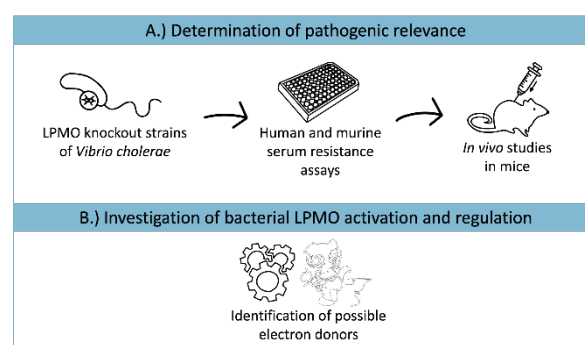 A.) Determination of pathogenic relevance
LPMO knockout strains
of Vibrio cholerae
Human and murine
serum resistance
assays
In vivo studies
in mice
B.) Investigation of bacterial LPMO activation and regulation
Identification of possible
electron donors